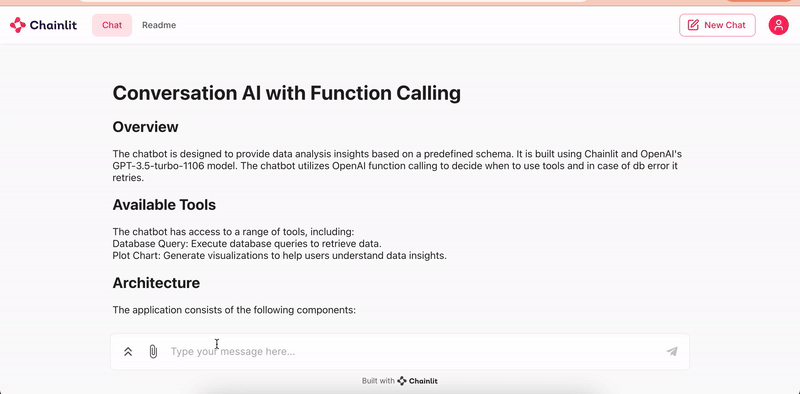 Chainlit
Chat
Readme
New Chat
Conversation AI with Function Calling
Overview
The chatbot is designed to provide data analysis insights based on a predefined schema. It is built using Chainlit and OpenAI's
GPT-3.5-turbo-1106 model. The chatbot utilizes OpenAI function calling to decide when to use tools and in case of db error it
retries.
Available Tools
The chatbot has access to a range of tools, including:
Database Query: Execute database queries to retrieve data.
Plot Chart: Generate visualizations to help users understand data insights.
Architecture
The application consists of the following components:
Type your message here...
Built with Chainlit